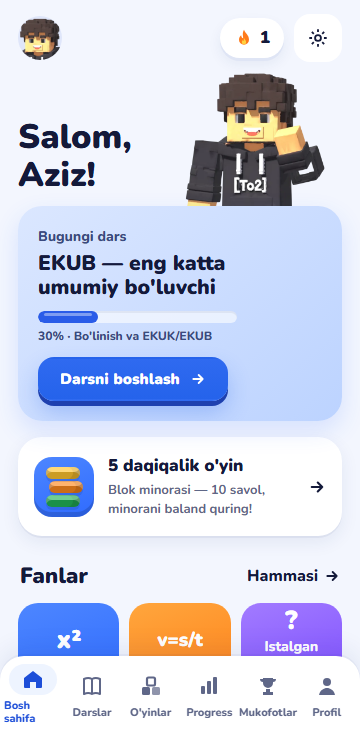 1
Salom,
Aziz!
[To2]
Bugungi dars
EKUB — eng katta
umumiy bo'luvchi
30% · Bo'linish va EKUK/EKUB
Darsni boshlash →
5 daqiqalik o'yin
Blok minorasi — 10 savol,
minorani baland quring!
→
Fanlar
Hammasi →
x²
v=s/t
?
Istalgan
Bosh
sahifa
Darslar
O'yinlar
Progress
Mukofotlar
Profil